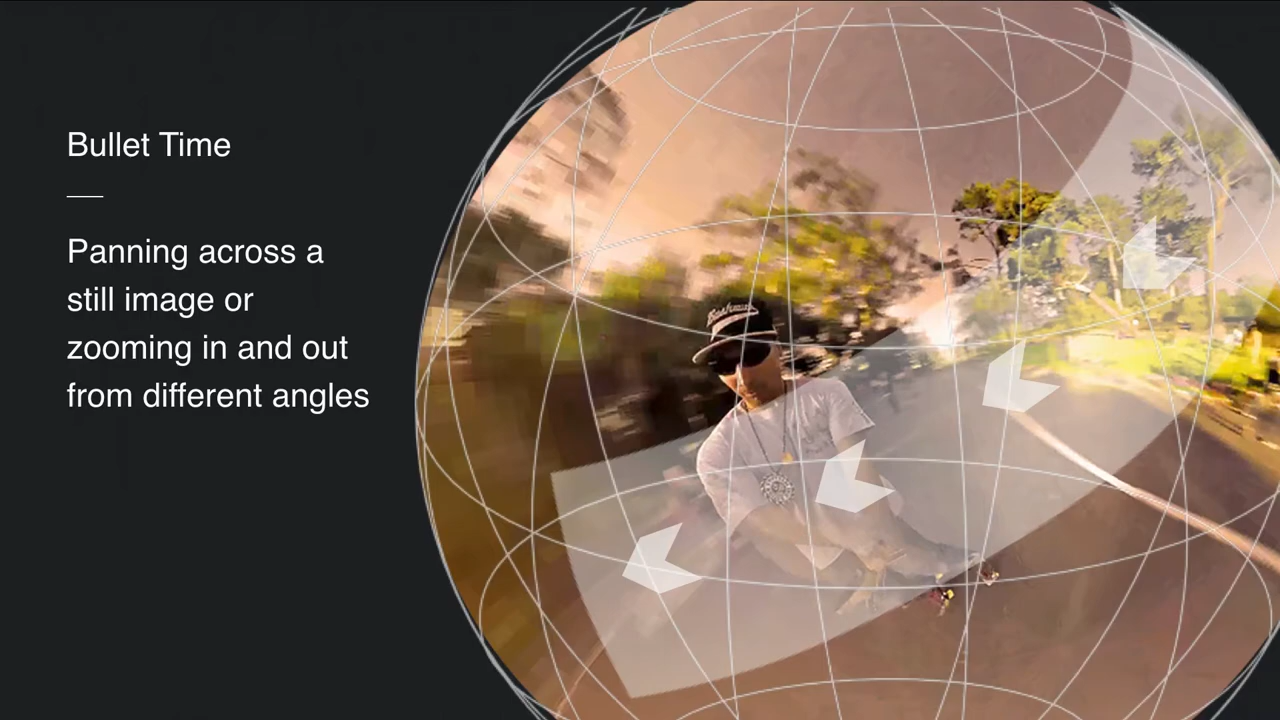 Bullet Time
Panning across a
still image or
zooming in and out
from different angles